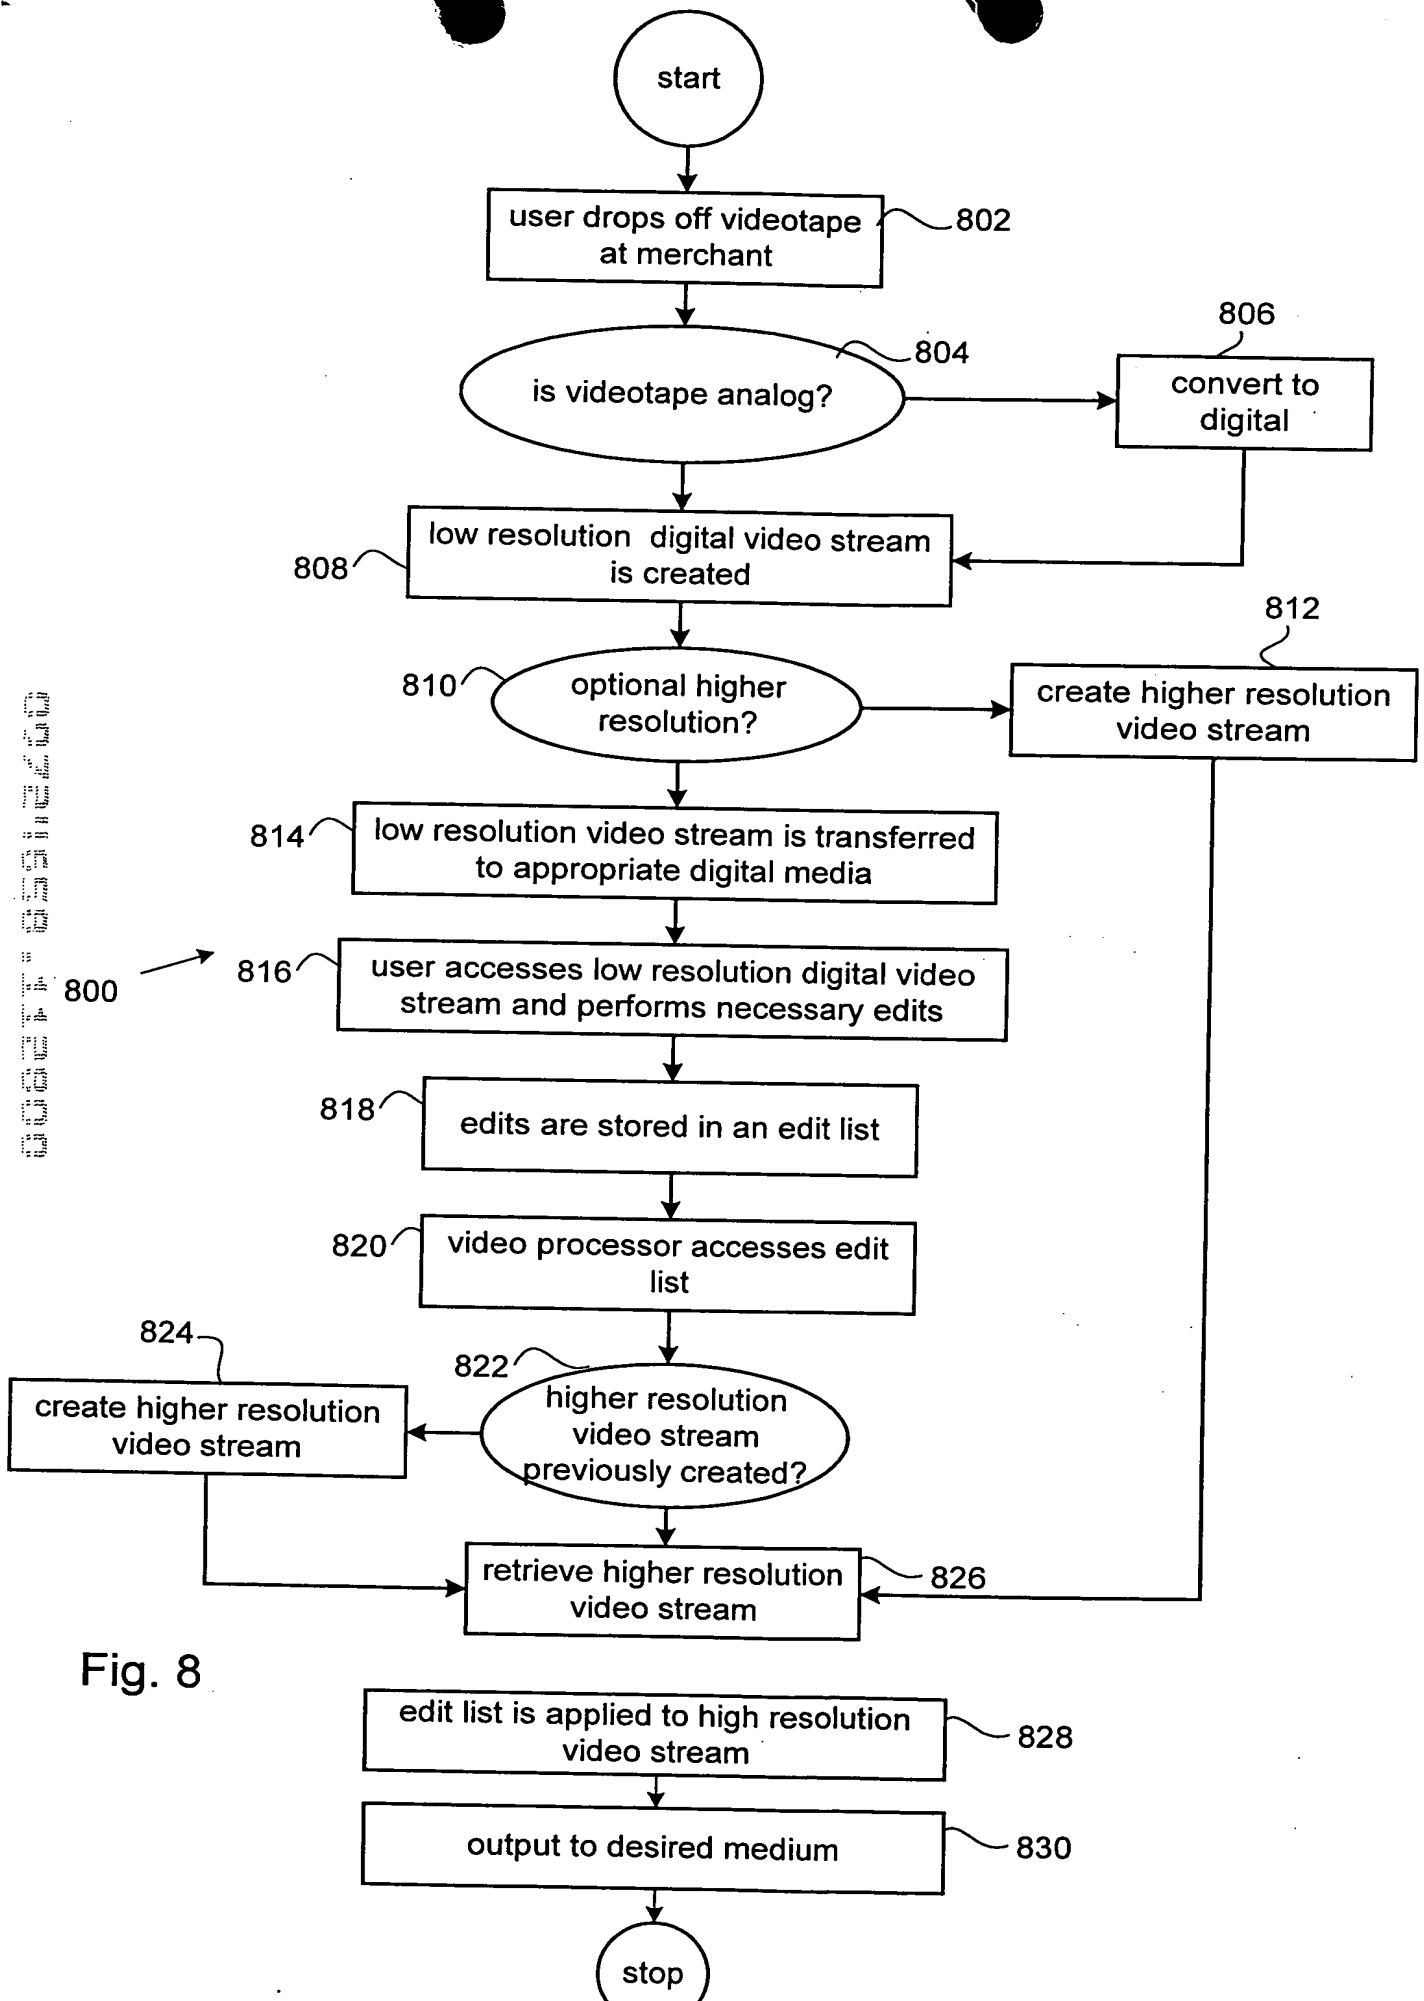 start
user drops off videotape
at merchant
802
is videotape analog?
804
806
convert to
digital
low resolution digital video stream
is created
808
810
optional higher
resolution?
812
create higher resolution
video stream
814
low resolution video stream is transferred
to appropriate digital media
800
816
user accesses low resolution digital video
stream and performs necessary edits
818
edits are stored in an edit list
820
video processor accesses edit
list
824
create higher resolution
video stream
822
higher resolution
video stream
previously created?
retrieve higher resolution
video stream
826
Fig. 8
edit list is applied to high resolution
video stream
828
output to desired medium
830
stop